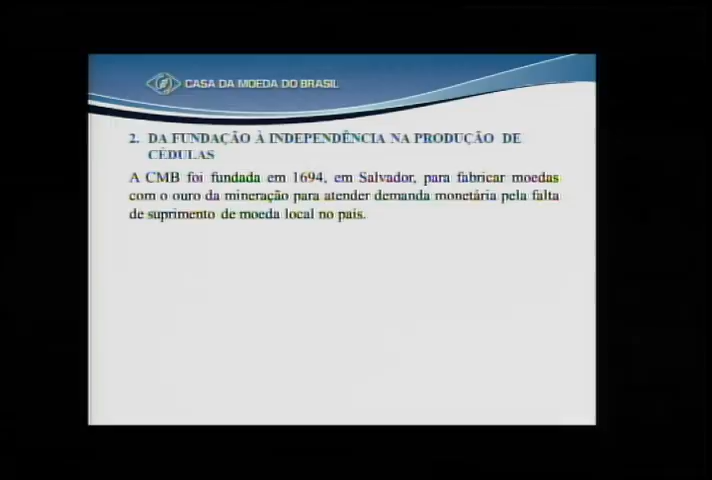 CASA DA MOEDA DO BRASIL
2. DA FUNDAÇÃO À INDEPENDÊNCIA NA PRODUÇÃO DE
CÉDULAS
A CMB foi fundada em 1694, em Salvador, para fabricar moedas
com o ouro da mineração para atender demanda monetária pela falta
de suprimento de moeda local no país.